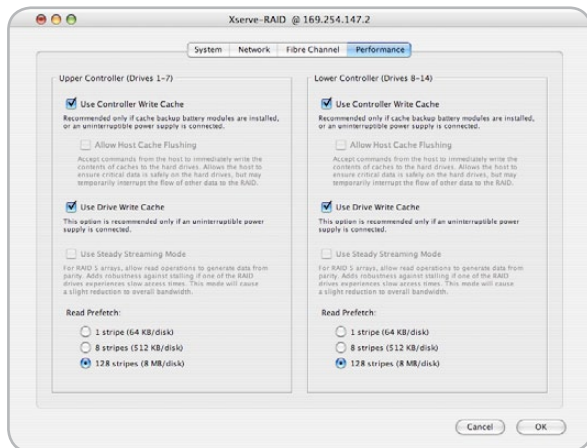 Xserve-RAID @ 169.254.147.2
System Network Fibre Channel Performance
Upper Controller (Drives 1-7)
Use Controller Write Cache
Recommended only if cache backup battery modules are installed,
or an uninterruptible power supply is connected.
Allow Host Cache Flushing
Accept commands from the host to immediately write the
contents of caches to the hard drives. Allows the host to
ensure critical data is safely on the hard drives, but may
temporarily interrupt the flow of other data to the RAID.
Use Drive Write Cache
This option is recommended only if an uninterruptible power
supply is connected.
Use Steady Streaming Mode
For RAID 5 arrays, allow read operations to generate data from
parity. Adds robustness against stalling if one of the RAID
drives experiences slow access times. This mode will cause
a slight reduction to overall bandwidth.
Read Prefetch:
1 stripe (64 KB/disk)
8 stripes (512 KB/disk)
128 stripes (8 MB/disk)
Lower Controller (Drives 8-14)
Use Controller Write Cache
Recommended only if cache backup battery modules are installed,
or an uninterruptible power supply is connected.
Allow Host Cache Flushing
Accept commands from the host to immediately write the
contents of caches to the hard drives. Allows the host to
ensure critical data is safely on the hard drives, but may
temporarily interrupt the flow of other data to the RAID.
Use Drive Write Cache
This option is recommended only if an uninterruptible power
supply is connected.
Use Steady Streaming Mode
For RAID 5 arrays, allow read operations to generate data from
parity. Adds robustness against stalling if one of the RAID
drives experiences slow access times. This mode will cause
a slight reduction to overall bandwidth.
Read Prefetch:
1 stripe (64 KB/disk)
8 stripes (512 KB/disk)
128 stripes (8 MB/disk)
Cancel OK